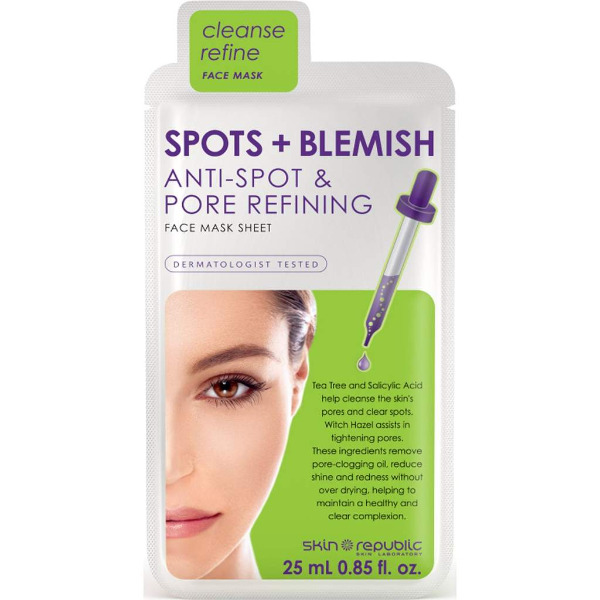 cleanse
refine
FACE MASK
SPOTS + BLEMISH
ANTI-SPOT &
PORE REFINING
FACE MASK SHEET
DERMATOLOGIST TESTED
Tea Tree and Salicylic Acid
help cleanse the skin's
pores and clear spots.
Witch Hazel assists in
tightening pores.
These ingredients remove
pore-clogging oil, reduce
shine and redness without
over drying, helping to
maintain a healthy and
clear complexion.
skin republic
SKIN LABORATORY
25 mL 0.85 fl. oz.